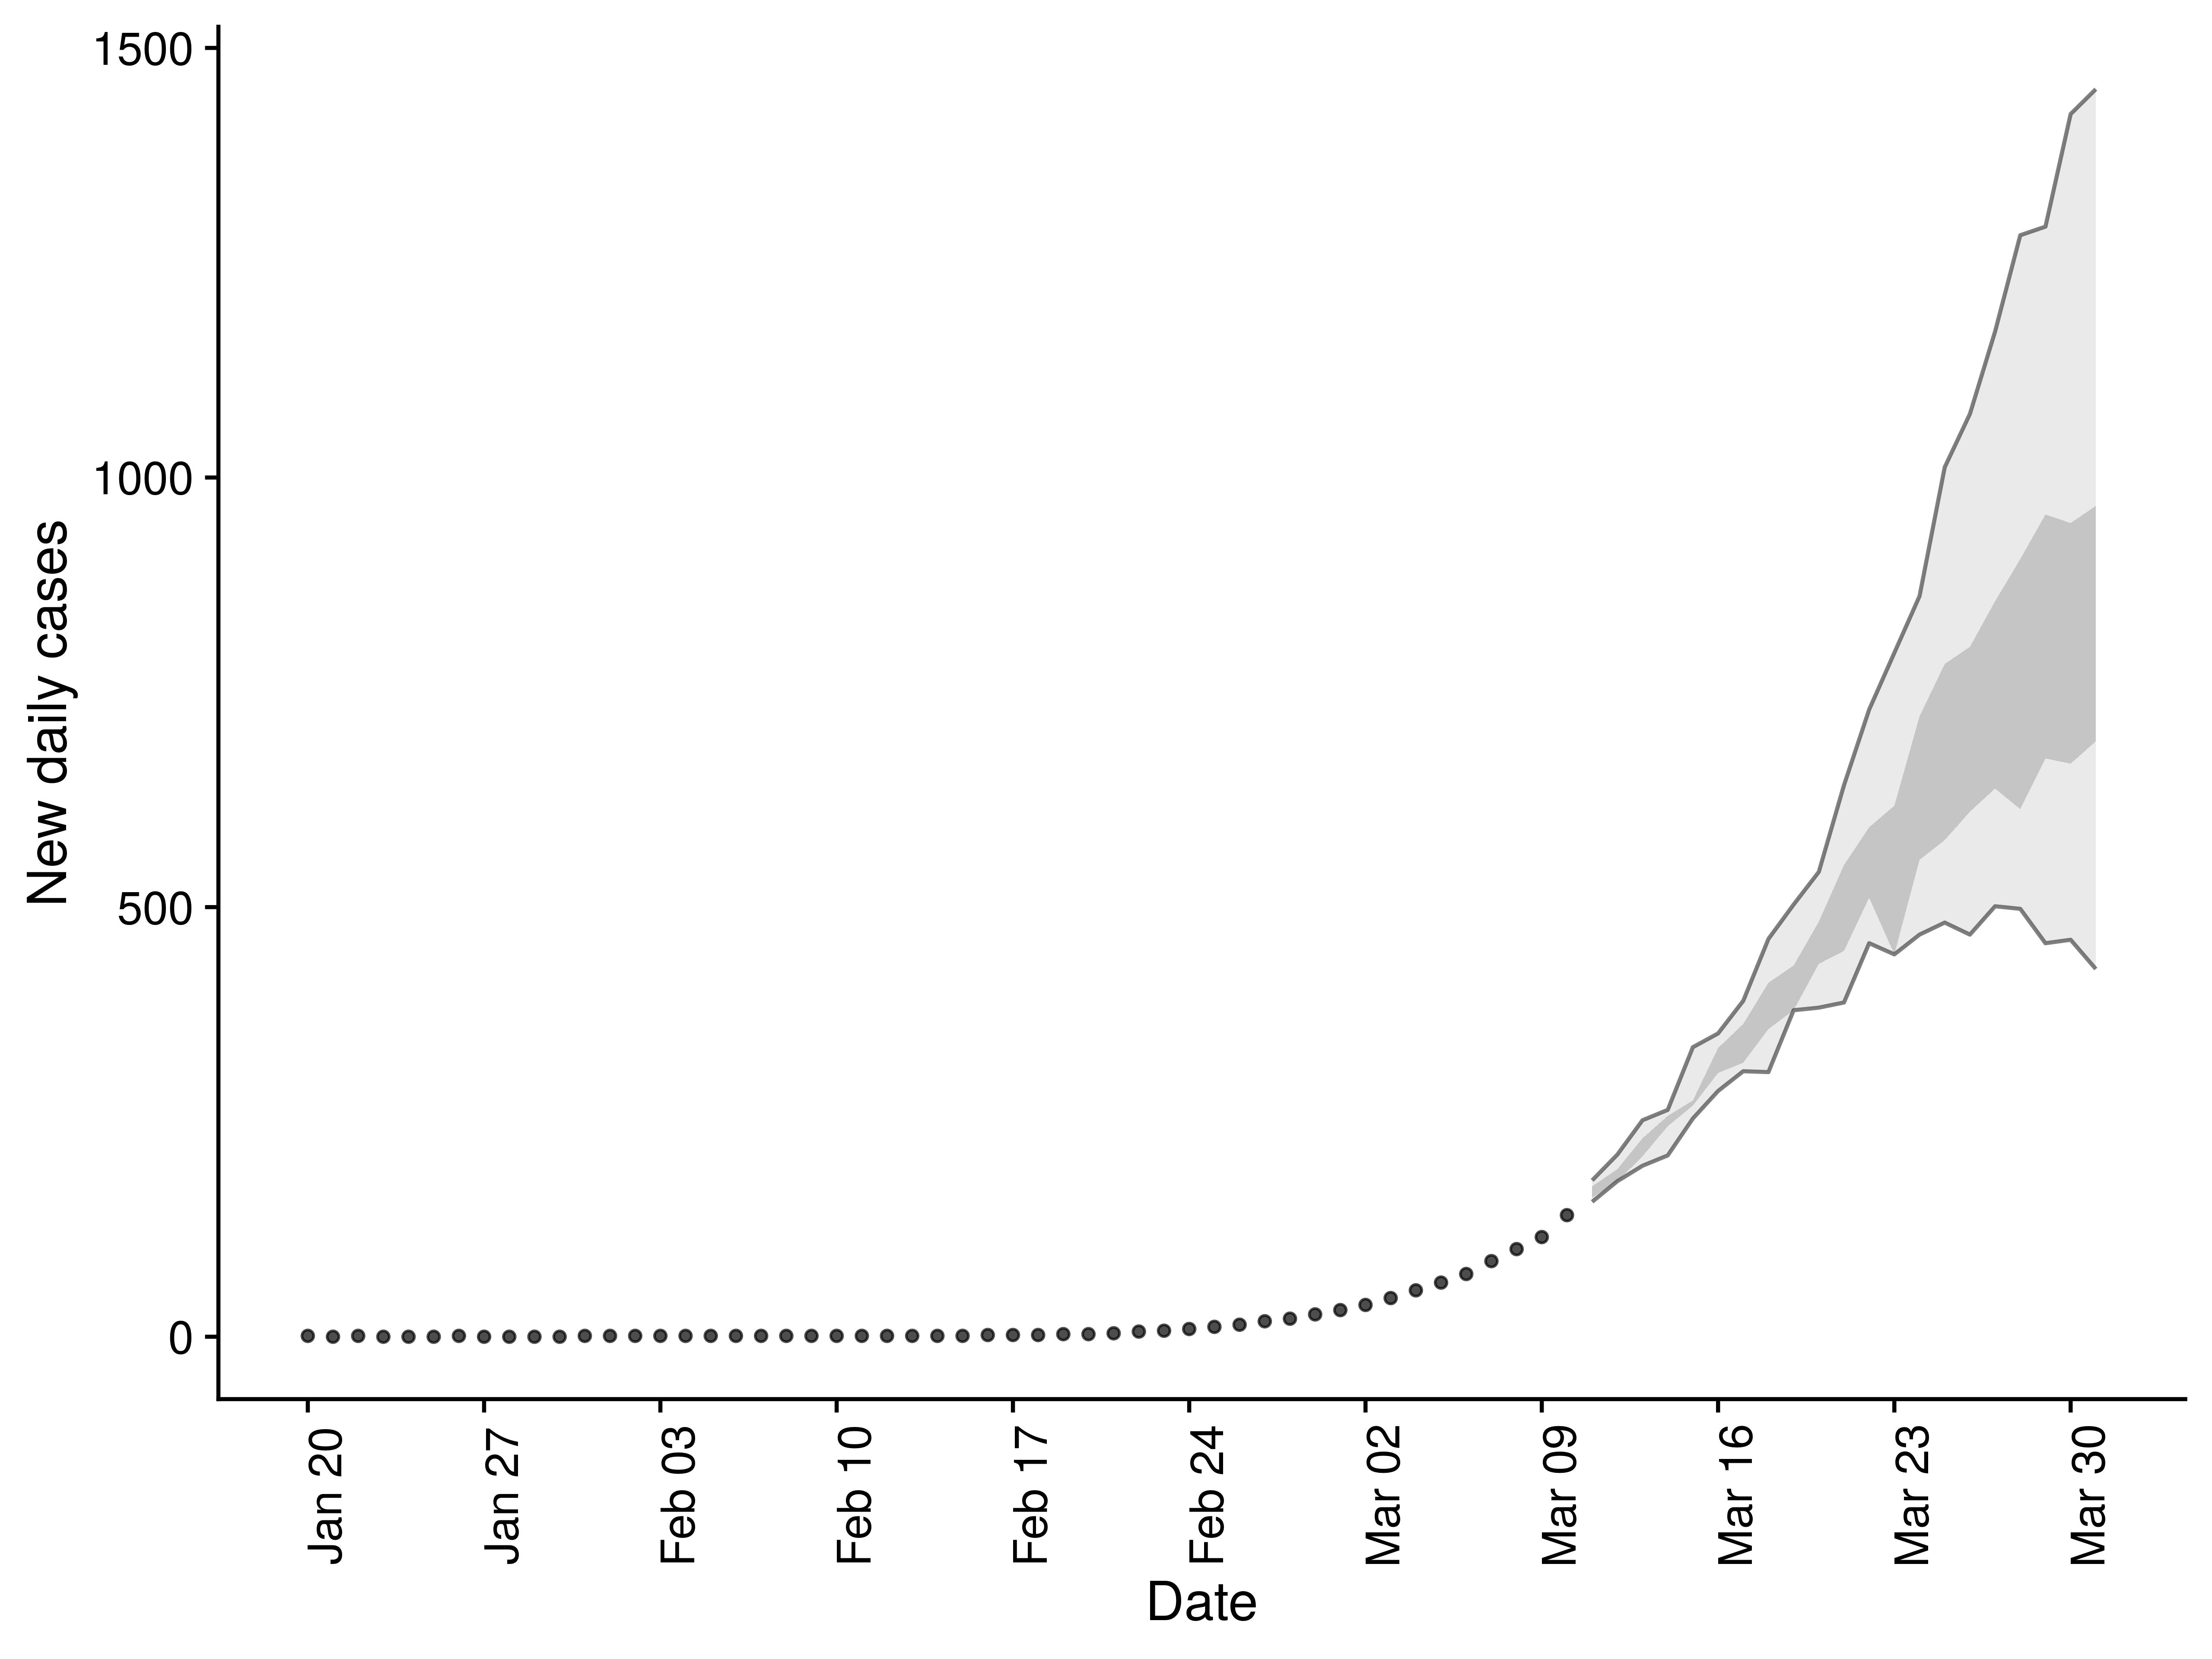 1500
1000
500
0
New daily cases
Jan 20
Jan 27
Feb 03
Feb 10
Feb 17
Feb 24
Mar 02
Mar 09
Mar 16
Mar 23
Mar 30
Date